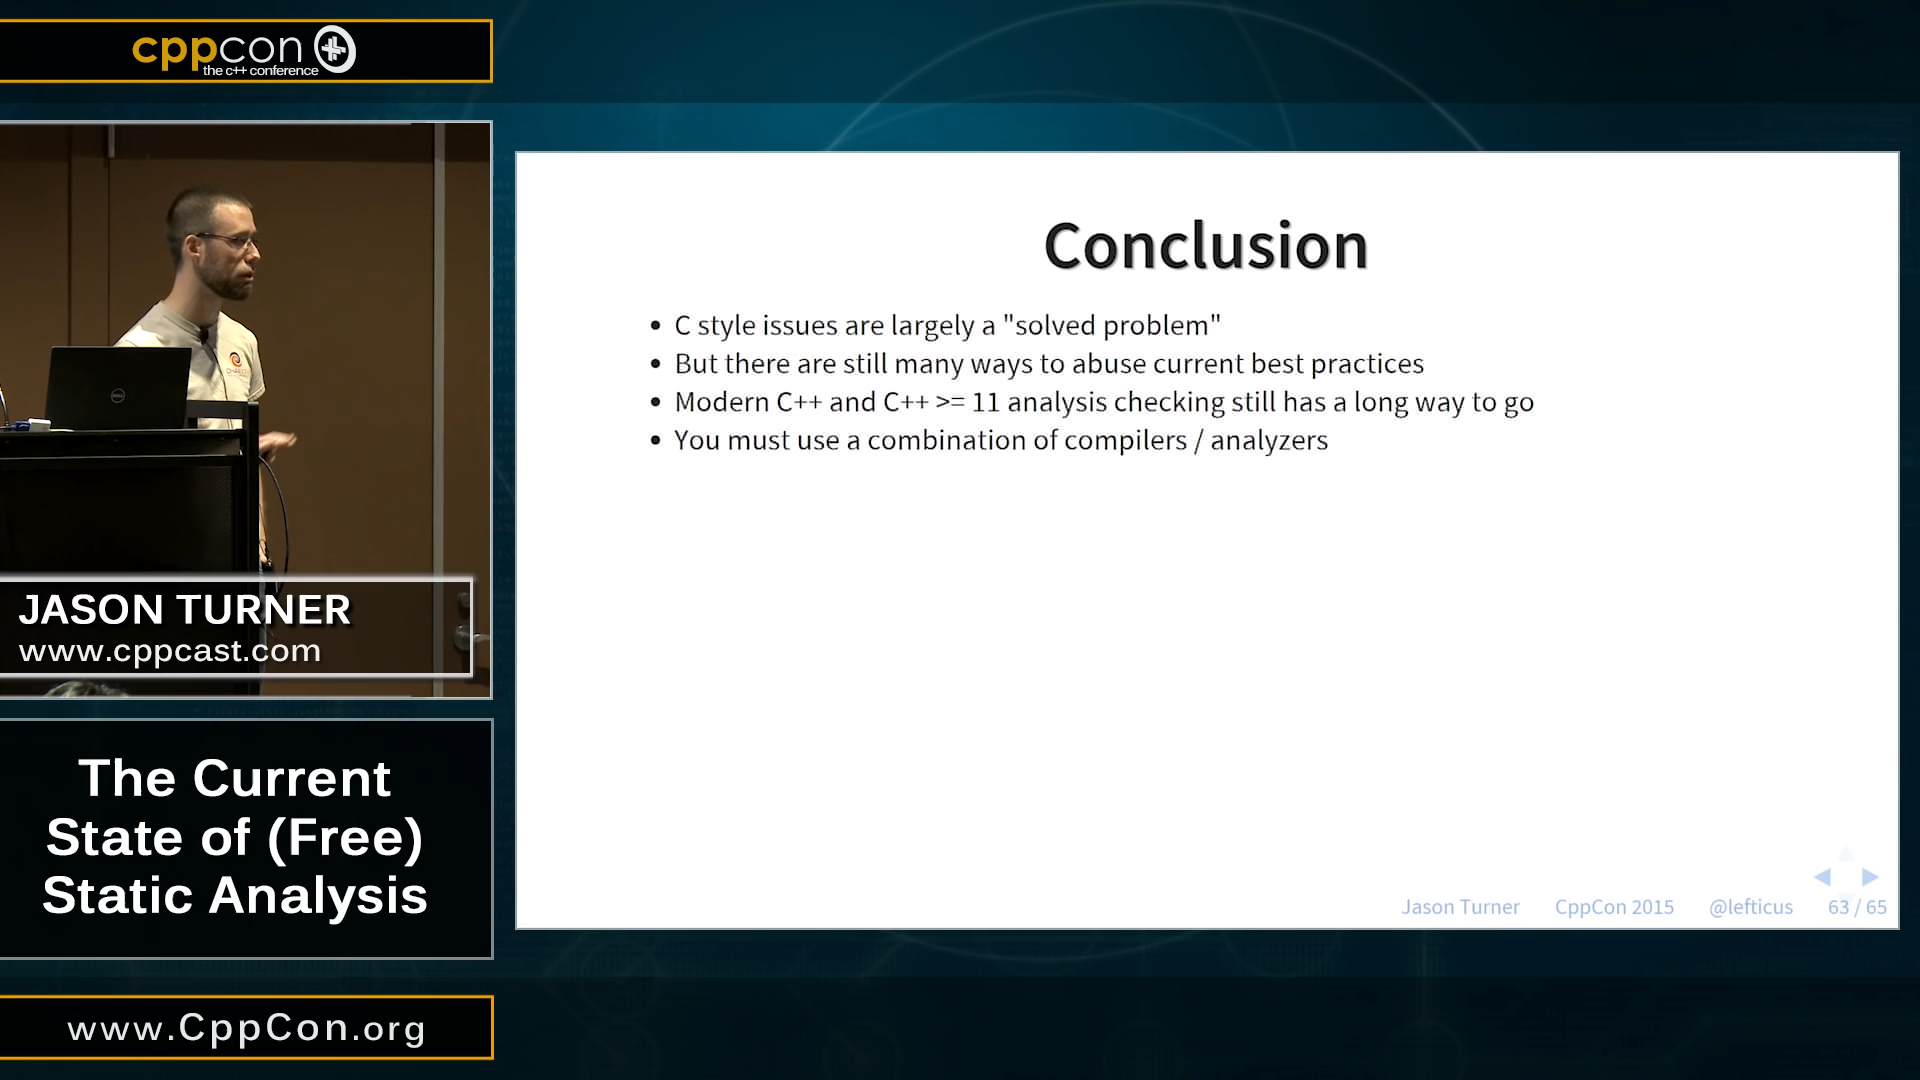 cppcon
the c++ conference
JASON TURNER
www.cppcast.com
The Current
State of (Free)
Static Analysis
www.CppCon.org
Conclusion
C style issues are largely a "solved problem"
But there are still many ways to abuse current best practices
Modern C++ and C++ >= 11 analysis checking still has a long way to go
You must use a combination of compilers / analyzers
Jason Turner CppCon 2015 @lefticus 63 / 65